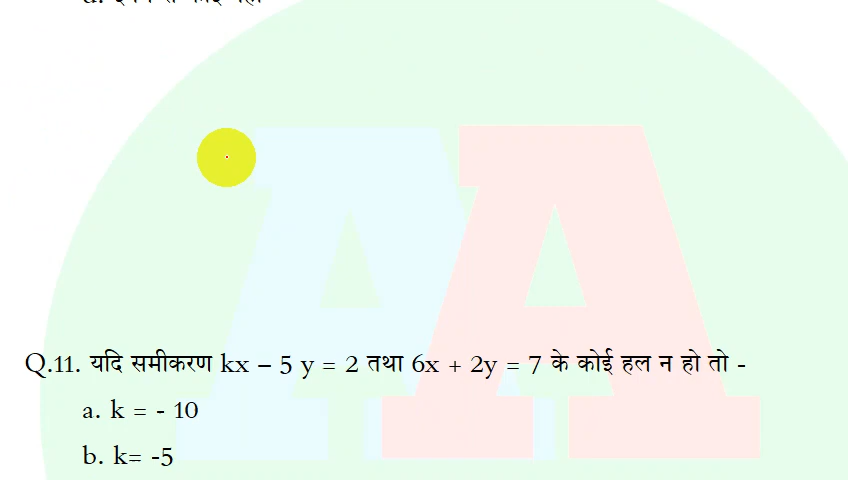 Q.11. यदि समीकरण kx – 5 y = 2 तथा 6x + 2y = 7 के कोई हल न हो तो -
a. k = - 10
b. k= -5